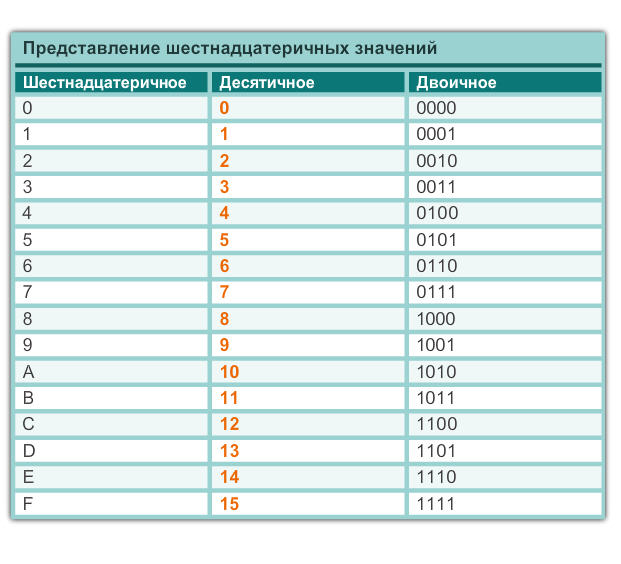 Представление шестнадцатеричных значений
Шестнадцатеричное Десятичное Двоичное
0 0 0000
1 1 0001
2 2 0010
3 3 0011
4 4 0100
5 5 0101
6 6 0110
7 7 0111
8 8 1000
9 9 1001
A 10 1010
B 11 1011
C 12 1100
D 13 1101
E 14 1110
F 15 1111